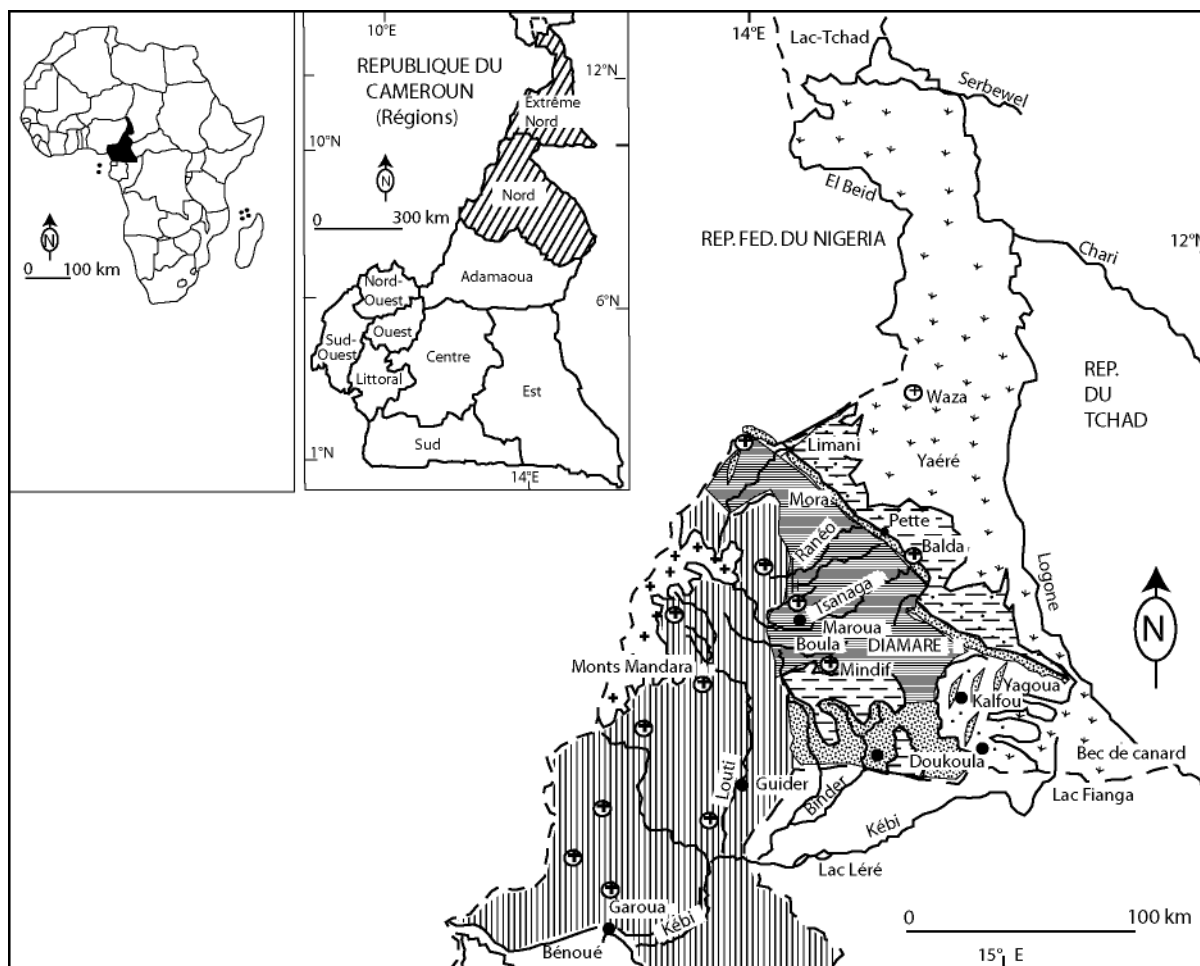 N
0 100 km
10°E
REPUBLIQUE DU
CAMEROUN
(Régions)
12°N
Extréme
Nord
10°N
N
Nord
0 300 km
Adamaoua
Nord-
Ouest
6°N
Ouest
Sud-
Ouest
Centre
Littoral
Est
Sud
1°N
14°E
14°E
Lac-Tchad
Serbewel
El Beid
REP. FED. DU NIGERIA
12°N
Chari
REP.
DU
TCHAD
Waza
Limani
Yaéré
Mora
Pette
Ranéo
Balda
Isanaga
Logone
Maroua
Boula
DIAMARE
N
Monts Mandara
Mindif
Yagoua
Kalfou
Bec de canard
Doukoula
Louti
Guider
Binder
Lac Fianga
Kébi
Lac Léré
Garoua
Kébi
Bénoué
0 100 km
15° E